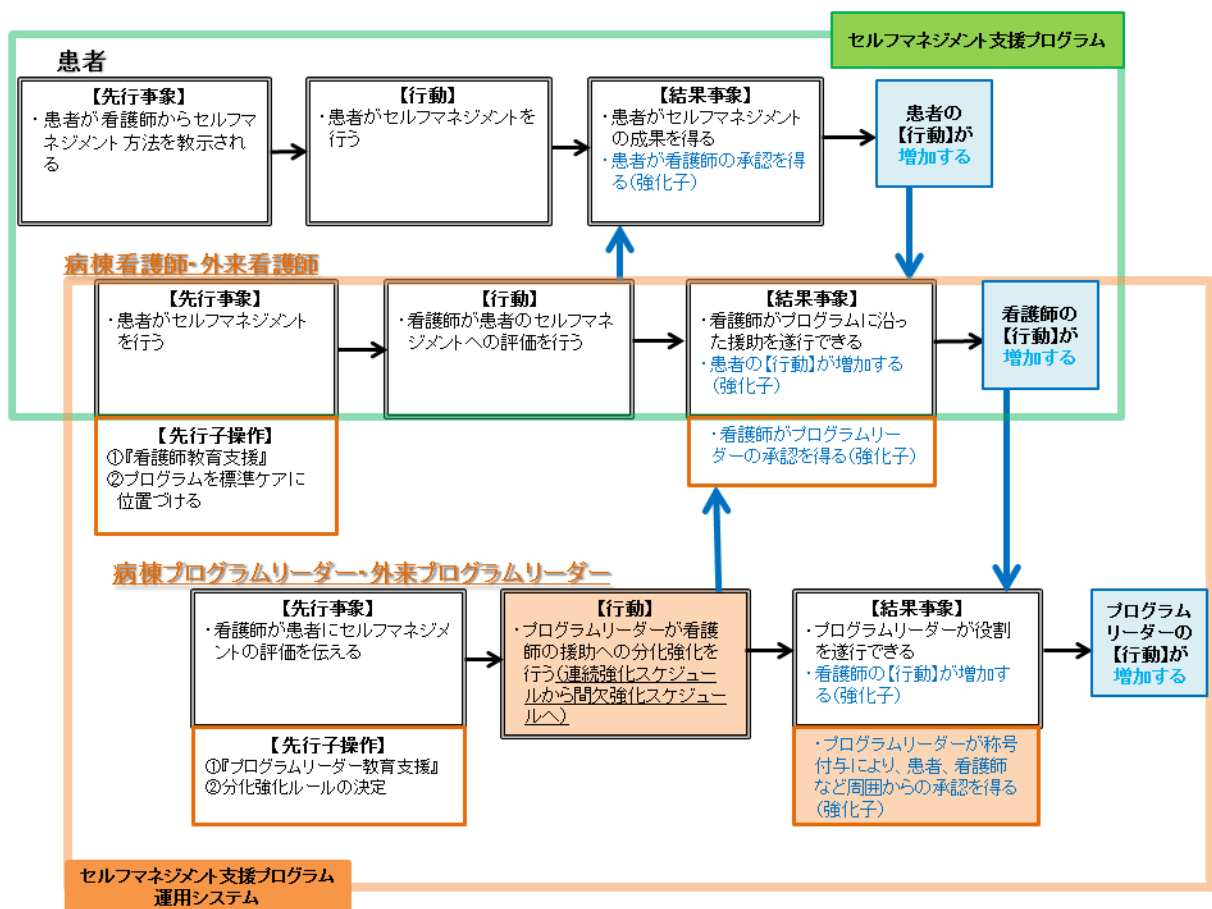 セルフマネジメント支援プログラム
患者
【先行事象】
・患者が看護師からセルフマ
ネジメント方法を教示され
る
【行動】
・患者がセルフマネジメントを
行う
【結果事象】
・患者がセルフマネジメント
の成果を得る
・患者が看護師の承認を得
る(強化子)
患者の
【行動】が
増加する
病棟看護師・外来看護師
【先行事象】
・患者がセルフマネジメント
を行う
【行動】
・看護師が患者のセルフマネ
ジメントへの評価を行う
【結果事象】
・看護師がプログラムに沿っ
た援助を遂行できる
・患者の【行動】が増加する
(強化子)
看護師の
【行動】が
増加する
【先行子操作】
①『看護師教育支援』
②プログラムを標準ケアに
位置づける
・看護師がプログラムリー
ダーの承認を得る(強化子)
病棟プログラムリーダー・外来プログラムリーダー
【先行事象】
・看護師が患者にセルフマネジメ
ントの評価を伝える
【行動】
・プログラムリーダーが看護
師の援助への分化強化を
行う(連続強化スケジュー
ルから間欠強化スケジュー
ルへ)
【結果事象】
・プログラムリーダーが役割
を遂行できる
・看護師の【行動】が増加す
る(強化子)
プログラム
リーダーの
【行動】が
増加する
【先行子操作】
①『プログラムリーダー教育支援』
②分化強化ルールの決定
・プログラムリーダーが称号
付与により、患者、看護師
など周囲からの承認を得る
(強化子)
セルフマネジメント支援プログラム
運用システム